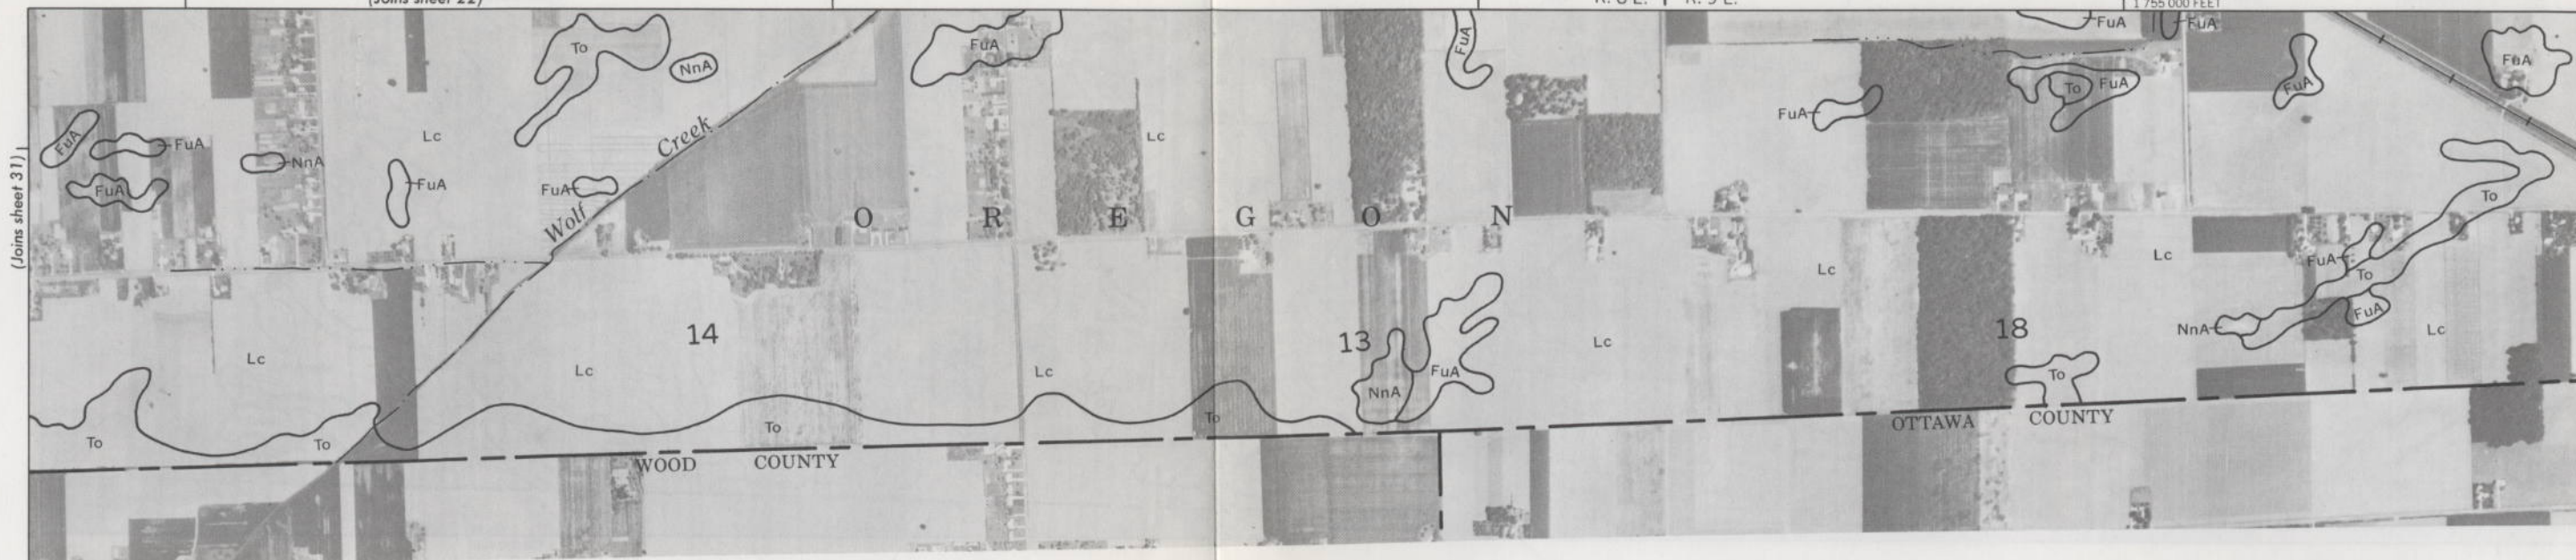 (Joins sheet 22)
R. 8 E. R. 9 E.
1 755 000 FEET
(Joins sheet 31)
To
NnA
FuA
FuA
FuA
FuA
FuA
FuA
FuA
Creek
Wolf
Lc
Lc
FuA
FuA
NnA
FuA
FuA
FuA
FuA
To
FuA
To
O R E G O N
Lc
Lc
Lc
FuA
To
14
13
18
NnA
FuA
Lc
Lc
Lc
Lc
NnA
FuA
Lc
To
To
To
To
To
OTTAWA COUNTY
WOOD COUNTY